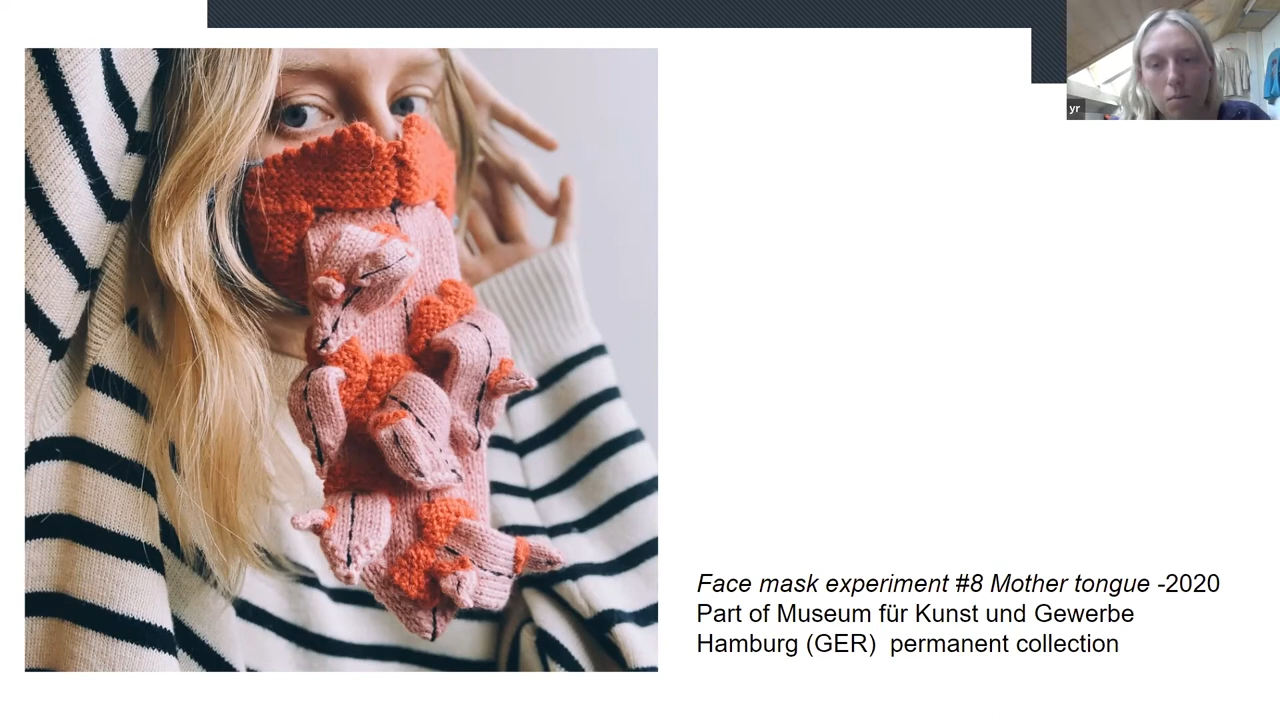 yr
Face mask experiment #8 Mother tongue -2020
Part of Museum für Kunst und Gewerbe
Hamburg (GER)  permanent collection